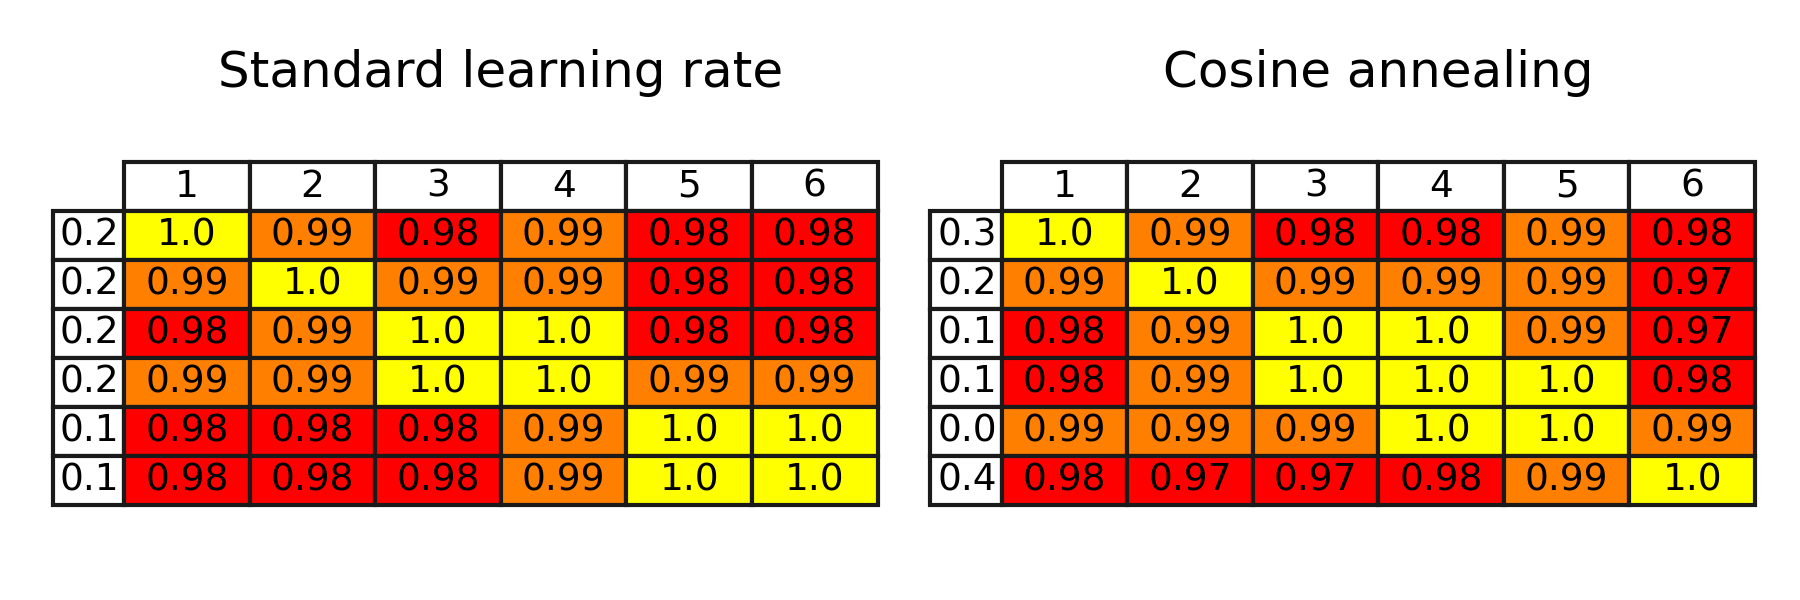 Standard learning rate
1 2 3 4 5 6
0.2 1.0 0.99 0.98 0.99 0.98 0.98
0.2 0.99 1.0 0.99 0.99 0.98 0.98
0.2 0.98 0.99 1.0 1.0 0.98 0.98
0.2 0.99 0.99 1.0 1.0 0.99 0.99
0.1 0.98 0.98 0.98 0.99 1.0 1.0
0.1 0.98 0.98 0.98 0.99 1.0 1.0
Cosine annealing
1 2 3 4 5 6
0.3 1.0 0.99 0.98 0.98 0.99 0.98
0.2 0.99 1.0 0.99 0.99 0.99 0.97
0.1 0.98 0.99 1.0 1.0 0.99 0.97
0.1 0.98 0.99 1.0 1.0 1.0 0.98
0.0 0.99 0.99 0.99 1.0 1.0 0.99
0.4 0.98 0.97 0.97 0.98 0.99 1.0